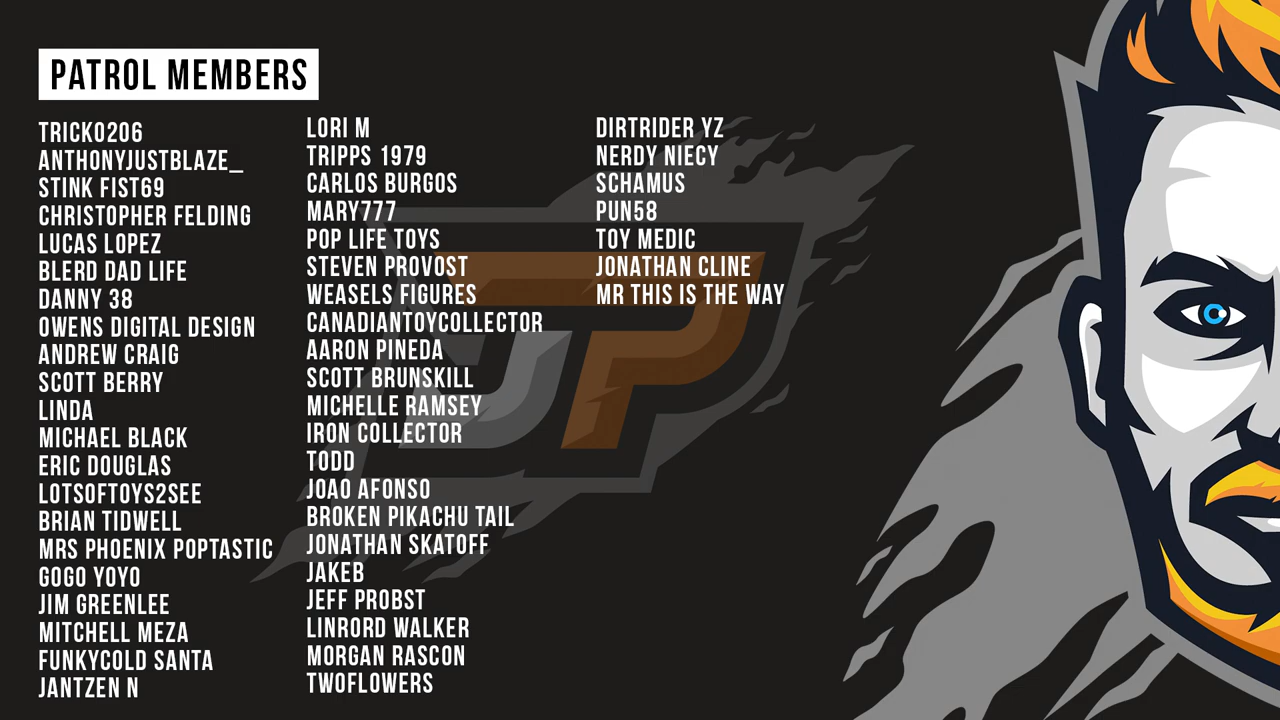 PATROL MEMBERS
TRICKO206
ANTHONYJUSTBLAZE_
STINK FIST69
CHRISTOPHER FELDING
LUCAS LOPEZ
BLERD DAD LIFE
DANNY 38
OWENS DIGITAL DESIGN
ANDREW CRAIG
SCOTT BERRY
LINDA
MICHAEL BLACK
ERIC DOUGLAS
LOTSOFTOYS2SEE
BRIAN TIDWELL
MRS PHOENIX POPTASTIC
GOGO YOYO
JIM GREENLEE
MITCHELL MEZA
FUNKYCOLD SANTA
JANTZEN N
LORI M
TRIPPS 1979
CARLOS BURGOS
MARY777
POP LIFE TOYS
STEVEN PROVOST
WEASELS FIGURES
CANADIANTOYCOLLECTOR
AARON PINEDA
SCOTT BRUNSKILL
MICHELLE RAMSEY
IRON COLLECTOR
TODD
JOAO AFONSO
BROKEN PIKACHU TAIL
JONATHAN SKATOFF
JAKEB
JEFF PROBST
LINRORD WALKER
MORGAN RASCON
TWOFLOWERS
DIRTRIDER YZ
NERDY NIECY
SCHAMUS
PUN58
TOY MEDIC
JONATHAN CLINE
MR THIS IS THE WAY
JP